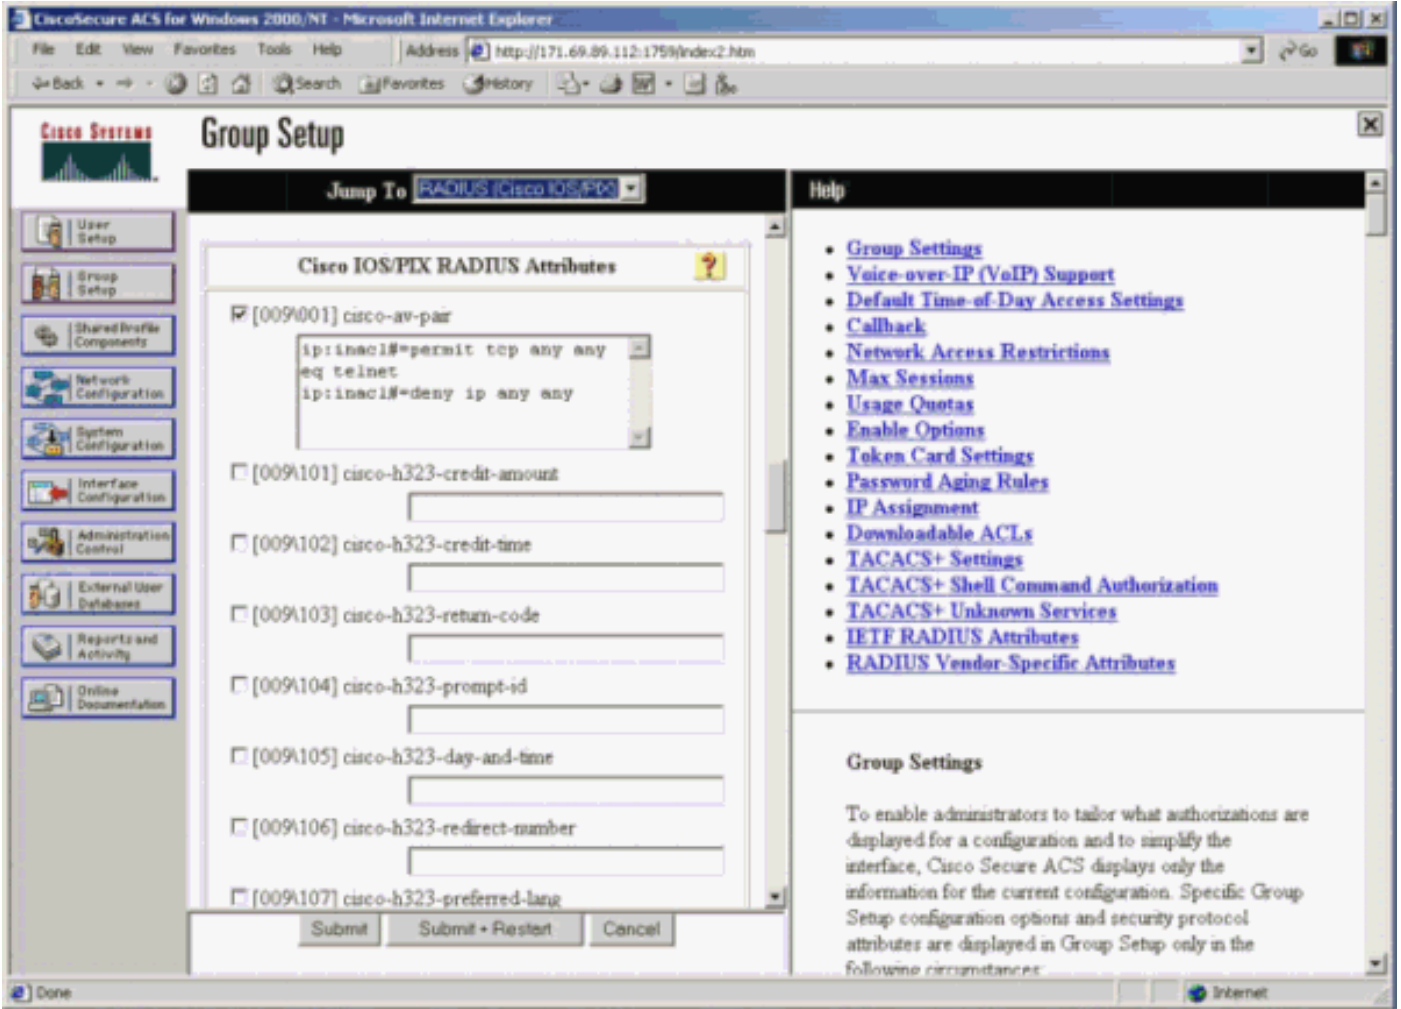 CiscoSecure ACS for Windows 2000/NT - Microsoft Internet Explorer
File Edit View Favorites Tools Help
Address http://171.69.89.112:1759/index2.htm
Go
Back Search Favorites History
Cisco Systems
Group Setup
Jump To RADIUS (Cisco IOS/PIX)
User
Setup
Group
Setup
Shared Profile
Components
Network
Configuration
System
Configuration
Interface
Configuration
Administration
Control
External User
Databases
Reports and
Activity
Online
Documentation
Cisco IOS/PIX RADIUS Attributes
[009\001] cisco-av-pair
ip:inacl#=permit tcp any any
eq telnet
ip:inacl#=deny ip any any
[009\101] cisco-h323-credit-amount
[009\102] cisco-h323-credit-time
[009\103] cisco-h323-return-code
[009\104] cisco-h323-prompt-id
[009\105] cisco-h323-day-and-time
[009\106] cisco-h323-redirect-number
[009\107] cisco-h323-preferred-lang
Submit Submit + Restart Cancel
Help
Group Settings
Voice-over-IP (VoIP) Support
Default Time-of-Day Access Settings
Callback
Network Access Restrictions
Max Sessions
Usage Quotas
Enable Options
Token Card Settings
Password Aging Rules
IP Assignment
Downloadable ACLs
TACACS+ Settings
TACACS+ Shell Command Authorization
TACACS+ Unknown Services
IETF RADIUS Attributes
RADIUS Vendor-Specific Attributes
Group Settings
To enable administrators to tailor what authorizations are
displayed for a configuration and to simplify the
interface, Cisco Secure ACS displays only the
information for the current configuration. Specific Group
Setup configuration options and security protocol
attributes are displayed in Group Setup only in the
following circumstances:
Done
Internet